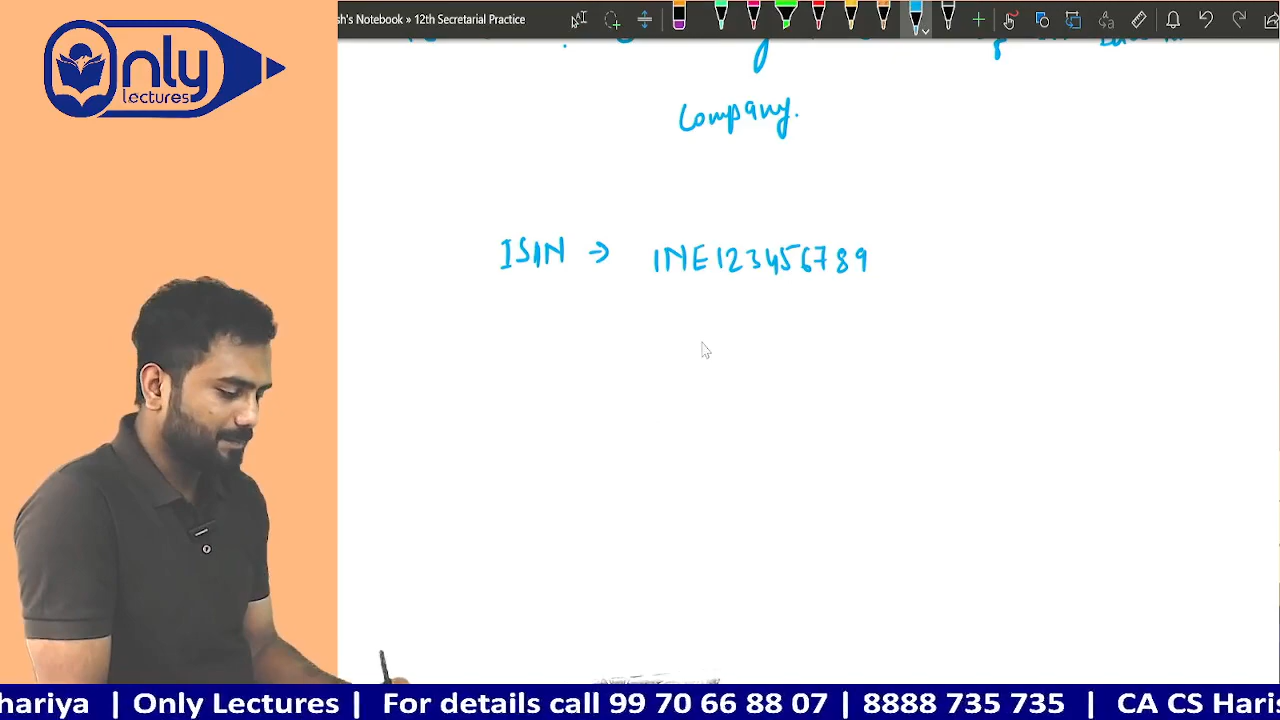 Only
lectures
sh's Notebook » 12th Secretarial Practice
Company.
ISIN → INE123456789
hariya | Only Lectures | For details call 99 70 66 88 07 | 8888 735 735 | CA CS Haris